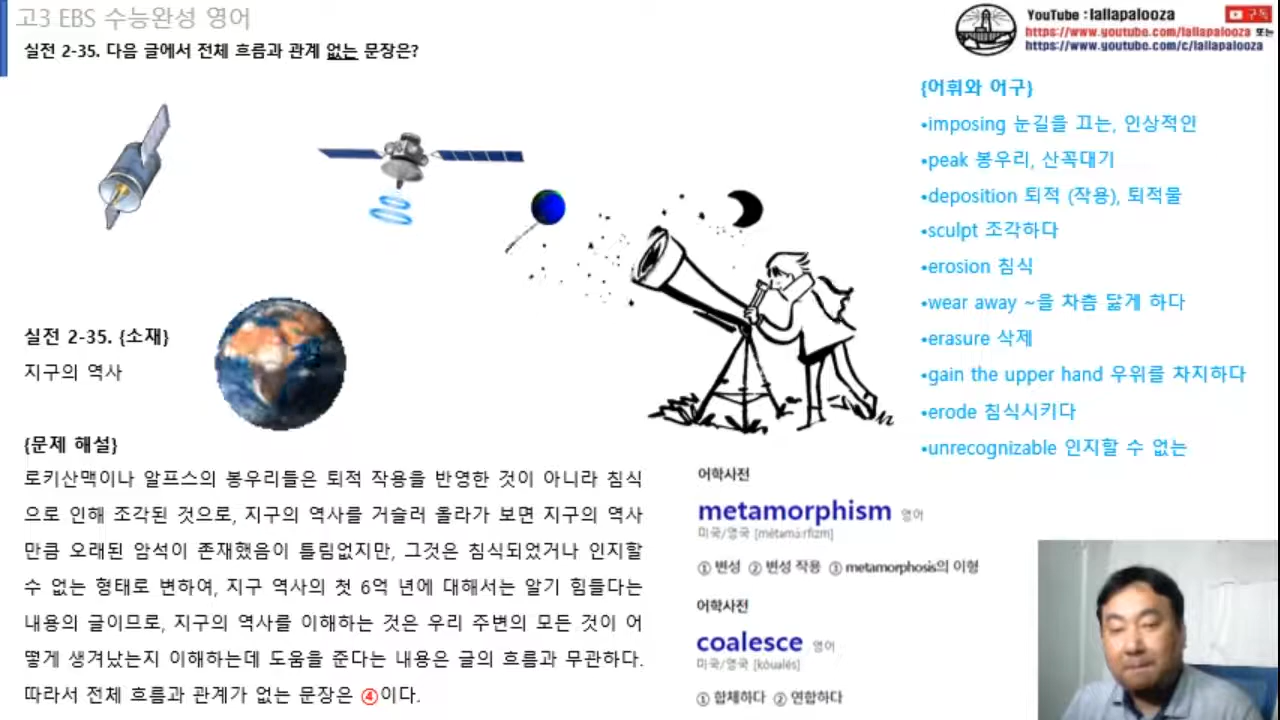 고3 EBS 수능완성 영어
실전 2-35. 다음 글에서 전체 흐름과 관계 없는 문장은?
YouTube : lallapalooza
구독
https://www.youtube.com/lallapalooza 또는
https://www.youtube.com/c/lallapalooza
{어휘와 어구}
•imposing 눈길을 끄는, 인상적인
•peak 봉우리, 산꼭대기
•deposition 퇴적 (작용), 퇴적물
•sculpt 조각하다
•erosion 침식
•wear away ~을 차츰 닳게 하다
•erasure 삭제
•gain the upper hand 우위를 차지하다
•erode 침식시키다
•unrecognizable 인지할 수 없는
실전 2-35. {소재}
지구의 역사
{문제 해설}
로키산맥이나 알프스의 봉우리들은 퇴적 작용을 반영한 것이 아니라 침식
으로 인해 조각된 것으로, 지구의 역사를 거슬러 올라가 보면 지구의 역사
만큼 오래된 암석이 존재했음이 틀림없지만, 그것은 침식되었거나 인지할
수 없는 형태로 변하여, 지구 역사의 첫 6억 년에 대해서는 알기 힘들다는
내용의 글이므로, 지구의 역사를 이해하는 것은 우리 주변의 모든 것이 어
떻게 생겨났는지 이해하는데 도움을 준다는 내용은 글의 흐름과 무관하다.
따라서 전체 흐름과 관계가 없는 문장은 ④이다.
어학사전
metamorphism 영어
미국/영국 [mètəmɔ́ːrfizm]
① 변성 ② 변성 작용 ③ metamorphosis의 이형
어학사전
coalesce 영어
미국/영국 [kòuəlés]
① 합체하다 ② 연합하다